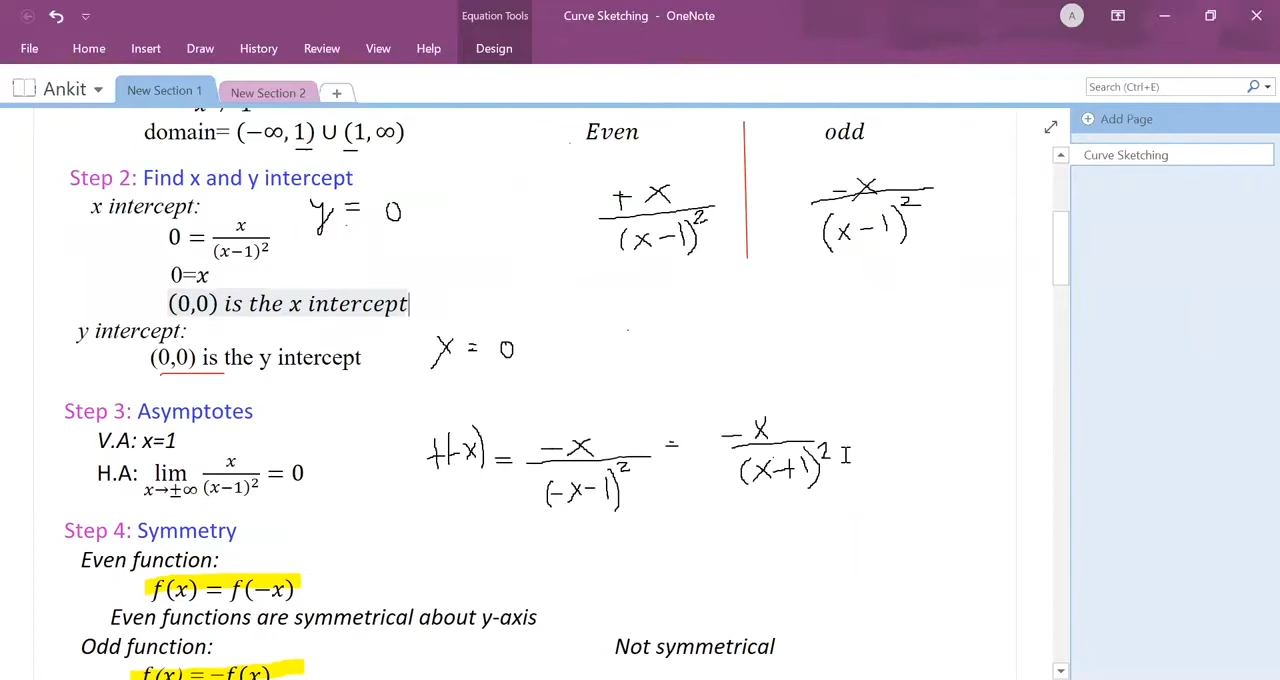 Equation Tools
Curve Sketching - OneNote
A
File Home Insert Draw History Review View Help Design
Ankit
New Section 1
New Section 2
+
Search (Ctrl+E)
Add Page
Curve Sketching
domain= (−∞, 1) ∪ (1, ∞)
Even
odd
Step 2: Find x and y intercept
x intercept:
y = 0
0 = x/(x−1)²
+x/(x−1)²
−x/(x−1)²
0=x
(0,0) is the x intercept
y intercept:
(0,0) is the y intercept
x = 0
Step 3: Asymptotes
V.A: x=1
H.A: lim x→±∞ x/(x−1)² = 0
f(−x) = −x/(−x−1)² = −x/(x+1)²
Step 4: Symmetry
Even function:
f(x) = f(−x)
Even functions are symmetrical about y-axis
Odd function:
Not symmetrical
f(x) = −f(x)